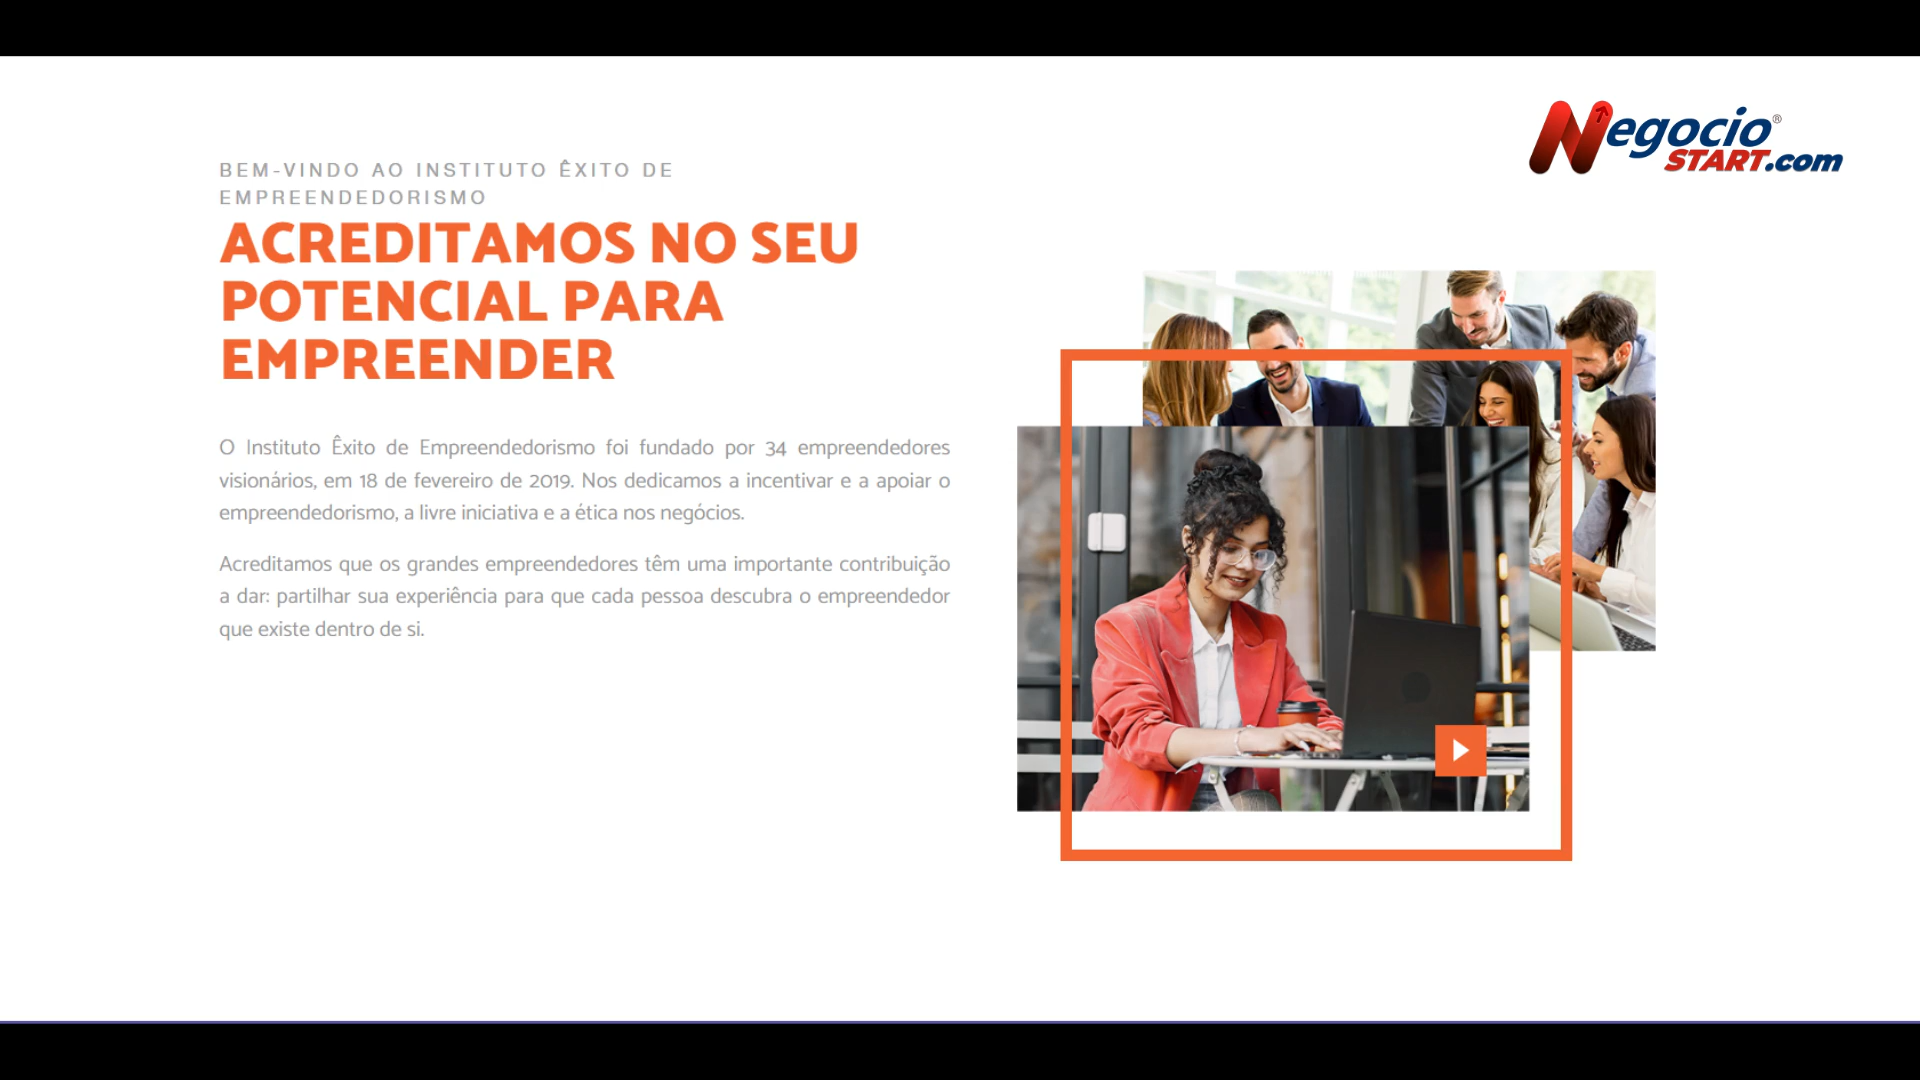 Negocio®
START.com
BEM-VINDO AO INSTITUTO ÊXITO DE
EMPREENDEDORISMO
ACREDITAMOS NO SEU
POTENCIAL PARA
EMPREENDER
O Instituto Êxito de Empreendedorismo foi fundado por 34 empreendedores
visionários, em 18 de fevereiro de 2019. Nos dedicamos a incentivar e a apoiar o
empreendedorismo, a livre iniciativa e a ética nos negócios.
Acreditamos que os grandes empreendedores têm uma importante contribuição
a dar: partilhar sua experiência para que cada pessoa descubra o empreendedor
que existe dentro de si.